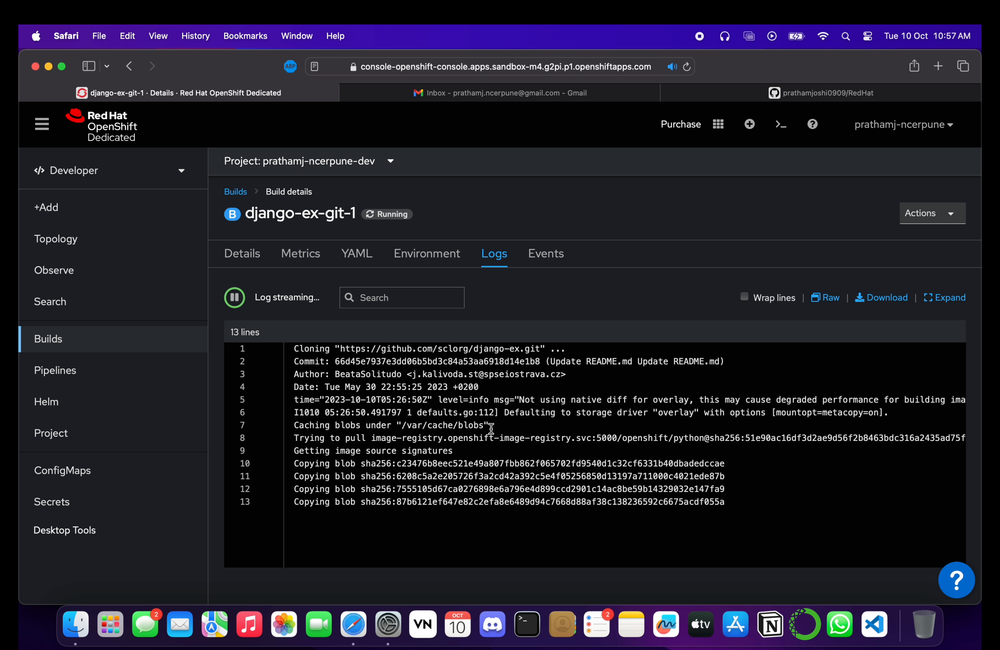 Safari File Edit View History Bookmarks Window Help Tue 10 Oct 10:57 AM
ABP console-openshift-console.apps.sandbox-m4.g2pi.p1.openshiftapps.com
django-ex-git-1 · Details · Red Hat OpenShift Dedicated Inbox - prathamj.ncerpune@gmail.com - Gmail prathamjoshi0909/RedHat
Red Hat
OpenShift
Dedicated
Purchase prathamj-ncerpune
Developer
+Add
Topology
Observe
Search
Builds
Pipelines
Helm
Project
ConfigMaps
Secrets
Desktop Tools
Project: prathamj-ncerpune-dev
Builds > Build details
B django-ex-git-1 Running
Actions
Details Metrics YAML Environment Logs Events
Log streaming... Search Wrap lines | Raw | Download | Expand
13 lines
1 Cloning "https://github.com/sclorg/django-ex.git" ...
2 Commit: 66d45e7937e3dd06b5bd3c84a53aa6918d14e1b8 (Update README.md Update README.md)
3 Author: BeataSolitudo <j.kalivoda.st@spseiostrava.cz>
4 Date: Tue May 30 22:55:25 2023 +0200
5 time="2023-10-10T05:26:50Z" level=info msg="Not using native diff for overlay, this may cause degraded performance for building ima
6 I1010 05:26:50.491797 1 defaults.go:112] Defaulting to storage driver "overlay" with options [mountopt=metacopy=on].
7 Caching blobs under "/var/cache/blobs".
8 Trying to pull image-registry.openshift-image-registry.svc:5000/openshift/python@sha256:51e90ac16df3d2ae9d56f2b8463bdc316a2435ad75f
9 Getting image source signatures
10 Copying blob sha256:c23476b8eec521e49a807fbb862f065702fd9540d1c32cf6331b40dbadedccae
11 Copying blob sha256:6208c5a2e205726f3a2cd42a392c5e4f05256850d13197a711000c4021ede87b
12 Copying blob sha256:7555105d67ca0276898e6a796e4d899ccd2901c14ac8be59b14329032e147fa9
13 Copying blob sha256:87b6121ef647e82c2efa8e6489d94c7668d88af38c138236592c6675acdf055a
?
2 VN OCT 10 2 tv N